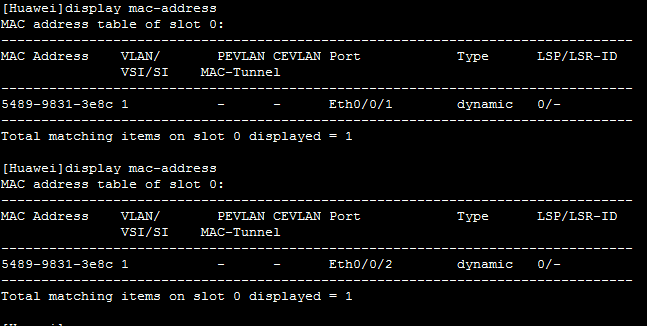 [Huawei]display mac-address
MAC address table of slot 0:
-------------------------------------------------------------------------------
MAC Address    VLAN/       PEVLAN CEVLAN Port            Type      LSP/LSR-ID
               VSI/SI    MAC-Tunnel
-------------------------------------------------------------------------------
5489-9831-3e8c 1           -      -      Eth0/0/1        dynamic   0/-
-------------------------------------------------------------------------------
Total matching items on slot 0 displayed = 1
[Huawei]display mac-address
MAC address table of slot 0:
-------------------------------------------------------------------------------
MAC Address    VLAN/       PEVLAN CEVLAN Port            Type      LSP/LSR-ID
               VSI/SI    MAC-Tunnel
-------------------------------------------------------------------------------
5489-9831-3e8c 1           -      -      Eth0/0/2        dynamic   0/-
-------------------------------------------------------------------------------
Total matching items on slot 0 displayed = 1